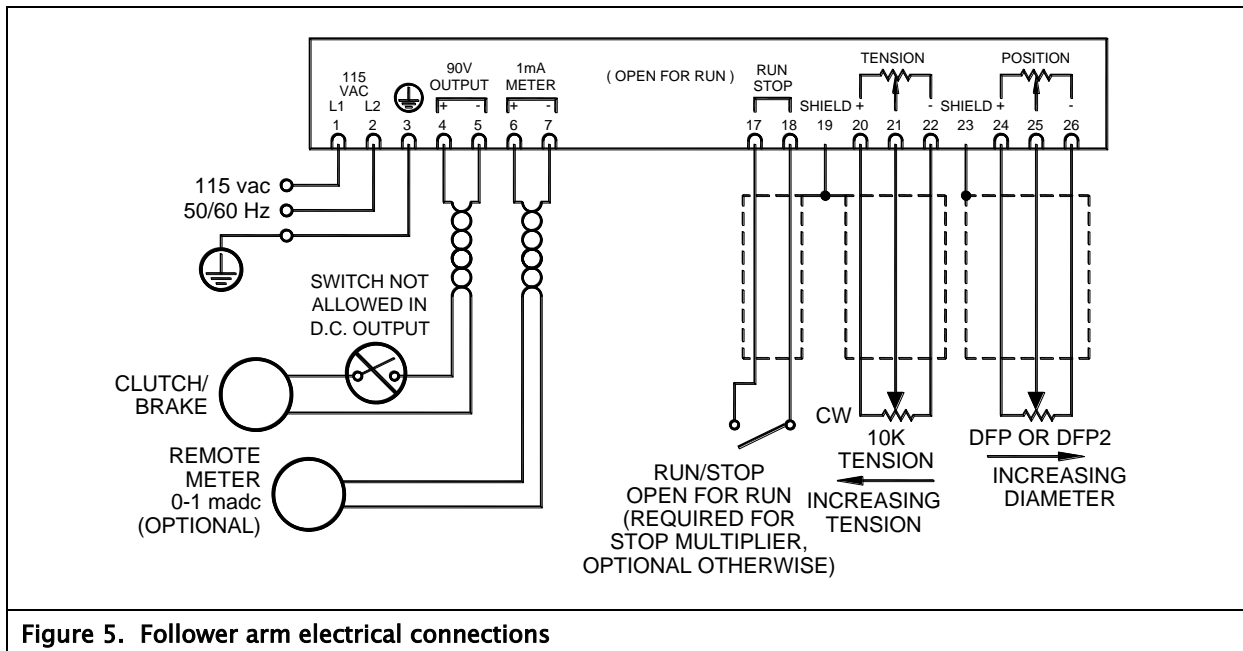 115
VAC
L1 L2
90V
OUTPUT
+ -
1mA
METER
+ -
( OPEN FOR RUN )
RUN
STOP
TENSION
SHIELD + -
POSITION
SHIELD + -
1 2 3 4 5 6 7 17 18 19 20 21 22 23 24 25 26
115 vac
50/60 Hz
SWITCH NOT
ALLOWED IN
D.C. OUTPUT
CLUTCH/
BRAKE
REMOTE
METER
0-1 madc
(OPTIONAL)
RUN/STOP
OPEN FOR RUN
(REQUIRED FOR
STOP MULTIPLIER,
OPTIONAL OTHERWISE)
CW
10K
TENSION
INCREASING
TENSION
DFP OR DFP2
INCREASING
DIAMETER
Figure 5. Follower arm electrical connections